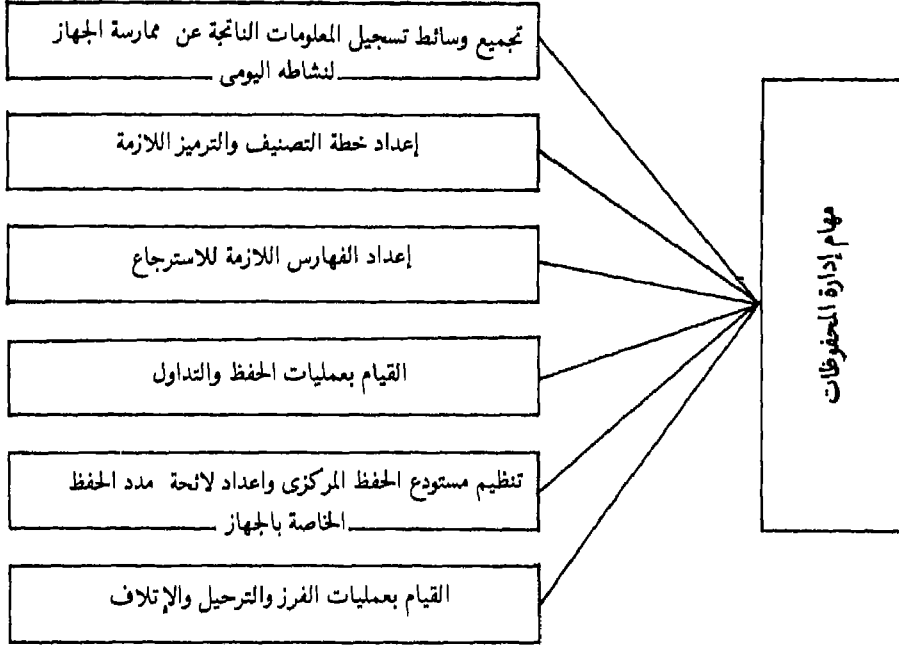 مهام إدارة المحفوظات
تجميع وسائط تسجيل المعلومات الناتجة عن ممارسة الجهاز
لنشاطه اليومى
إعداد خطة التصنيف والترميز اللازمة
إعداد الفهارس اللازمة للاسترجاع
القيام بعمليات الحفظ والتداول
تنظيم مستودع الحفظ المركزى واعداد لائحة مدد الحفظ
الخاصة بالجهاز
القيام بعمليات الفرز والترحيل والإتلاف